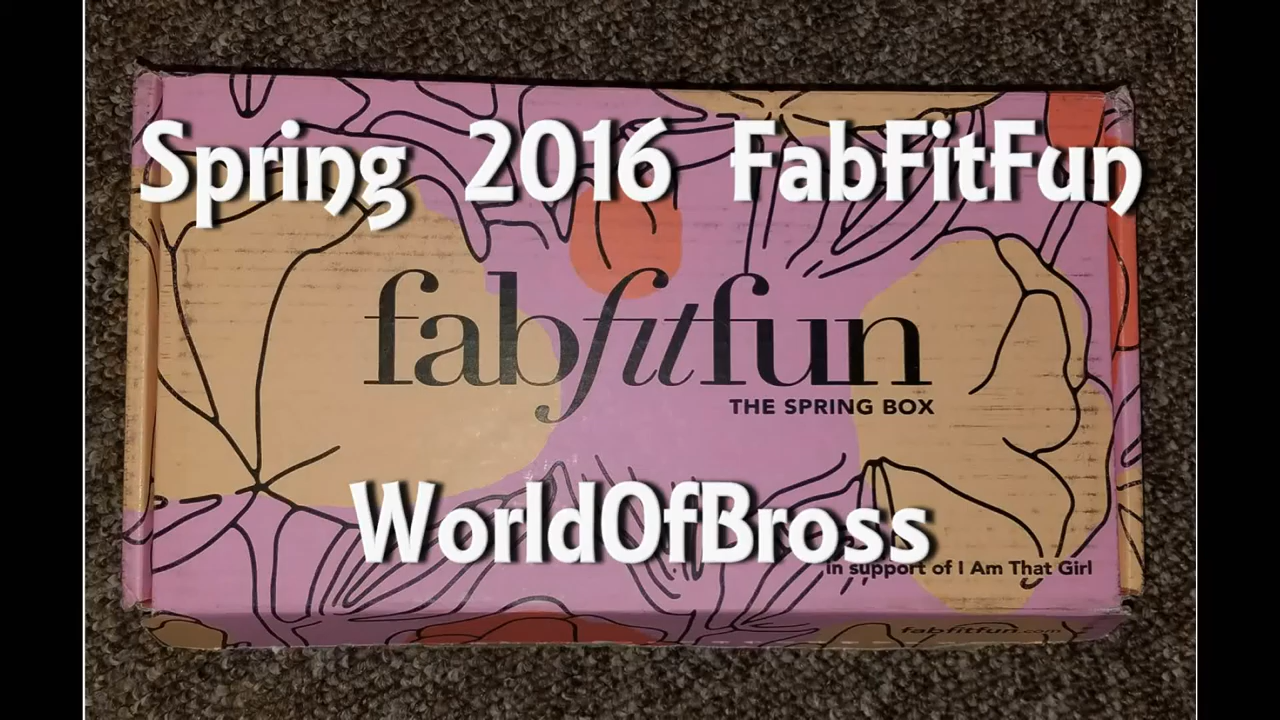 Spring 2016 FabFitFun
fabfitfun
THE SPRING BOX
WorldOfBross
in support of I Am That Girl
fabfitfun.com